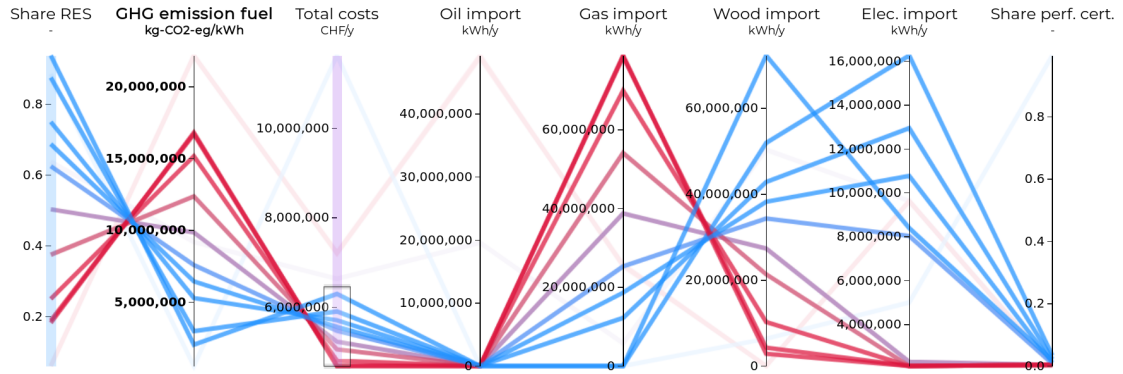 Share RES GHG emission fuel Total costs Oil import Gas import Wood import Elec. import Share perf. cert.
- kg-CO2-eg/kWh CHF/y kWh/y kWh/y kWh/y kWh/y -
16,000,000
20,000,000
0.8 60,000,000 0.8
40,000,000 14,000,000
10,000,000 60,000,000
15,000,000 12,000,000
0.6 30,000,000 0.6
40,000,000 10,000,000
8,000,000 40,000,000
10,000,000 20,000,000 8,000,000 0.4
0.4
20,000,000 20,000,000 6,000,000
5,000,000 6,000,000 10,000,000 0.2
0.2 4,000,000
0 0 0 0.0